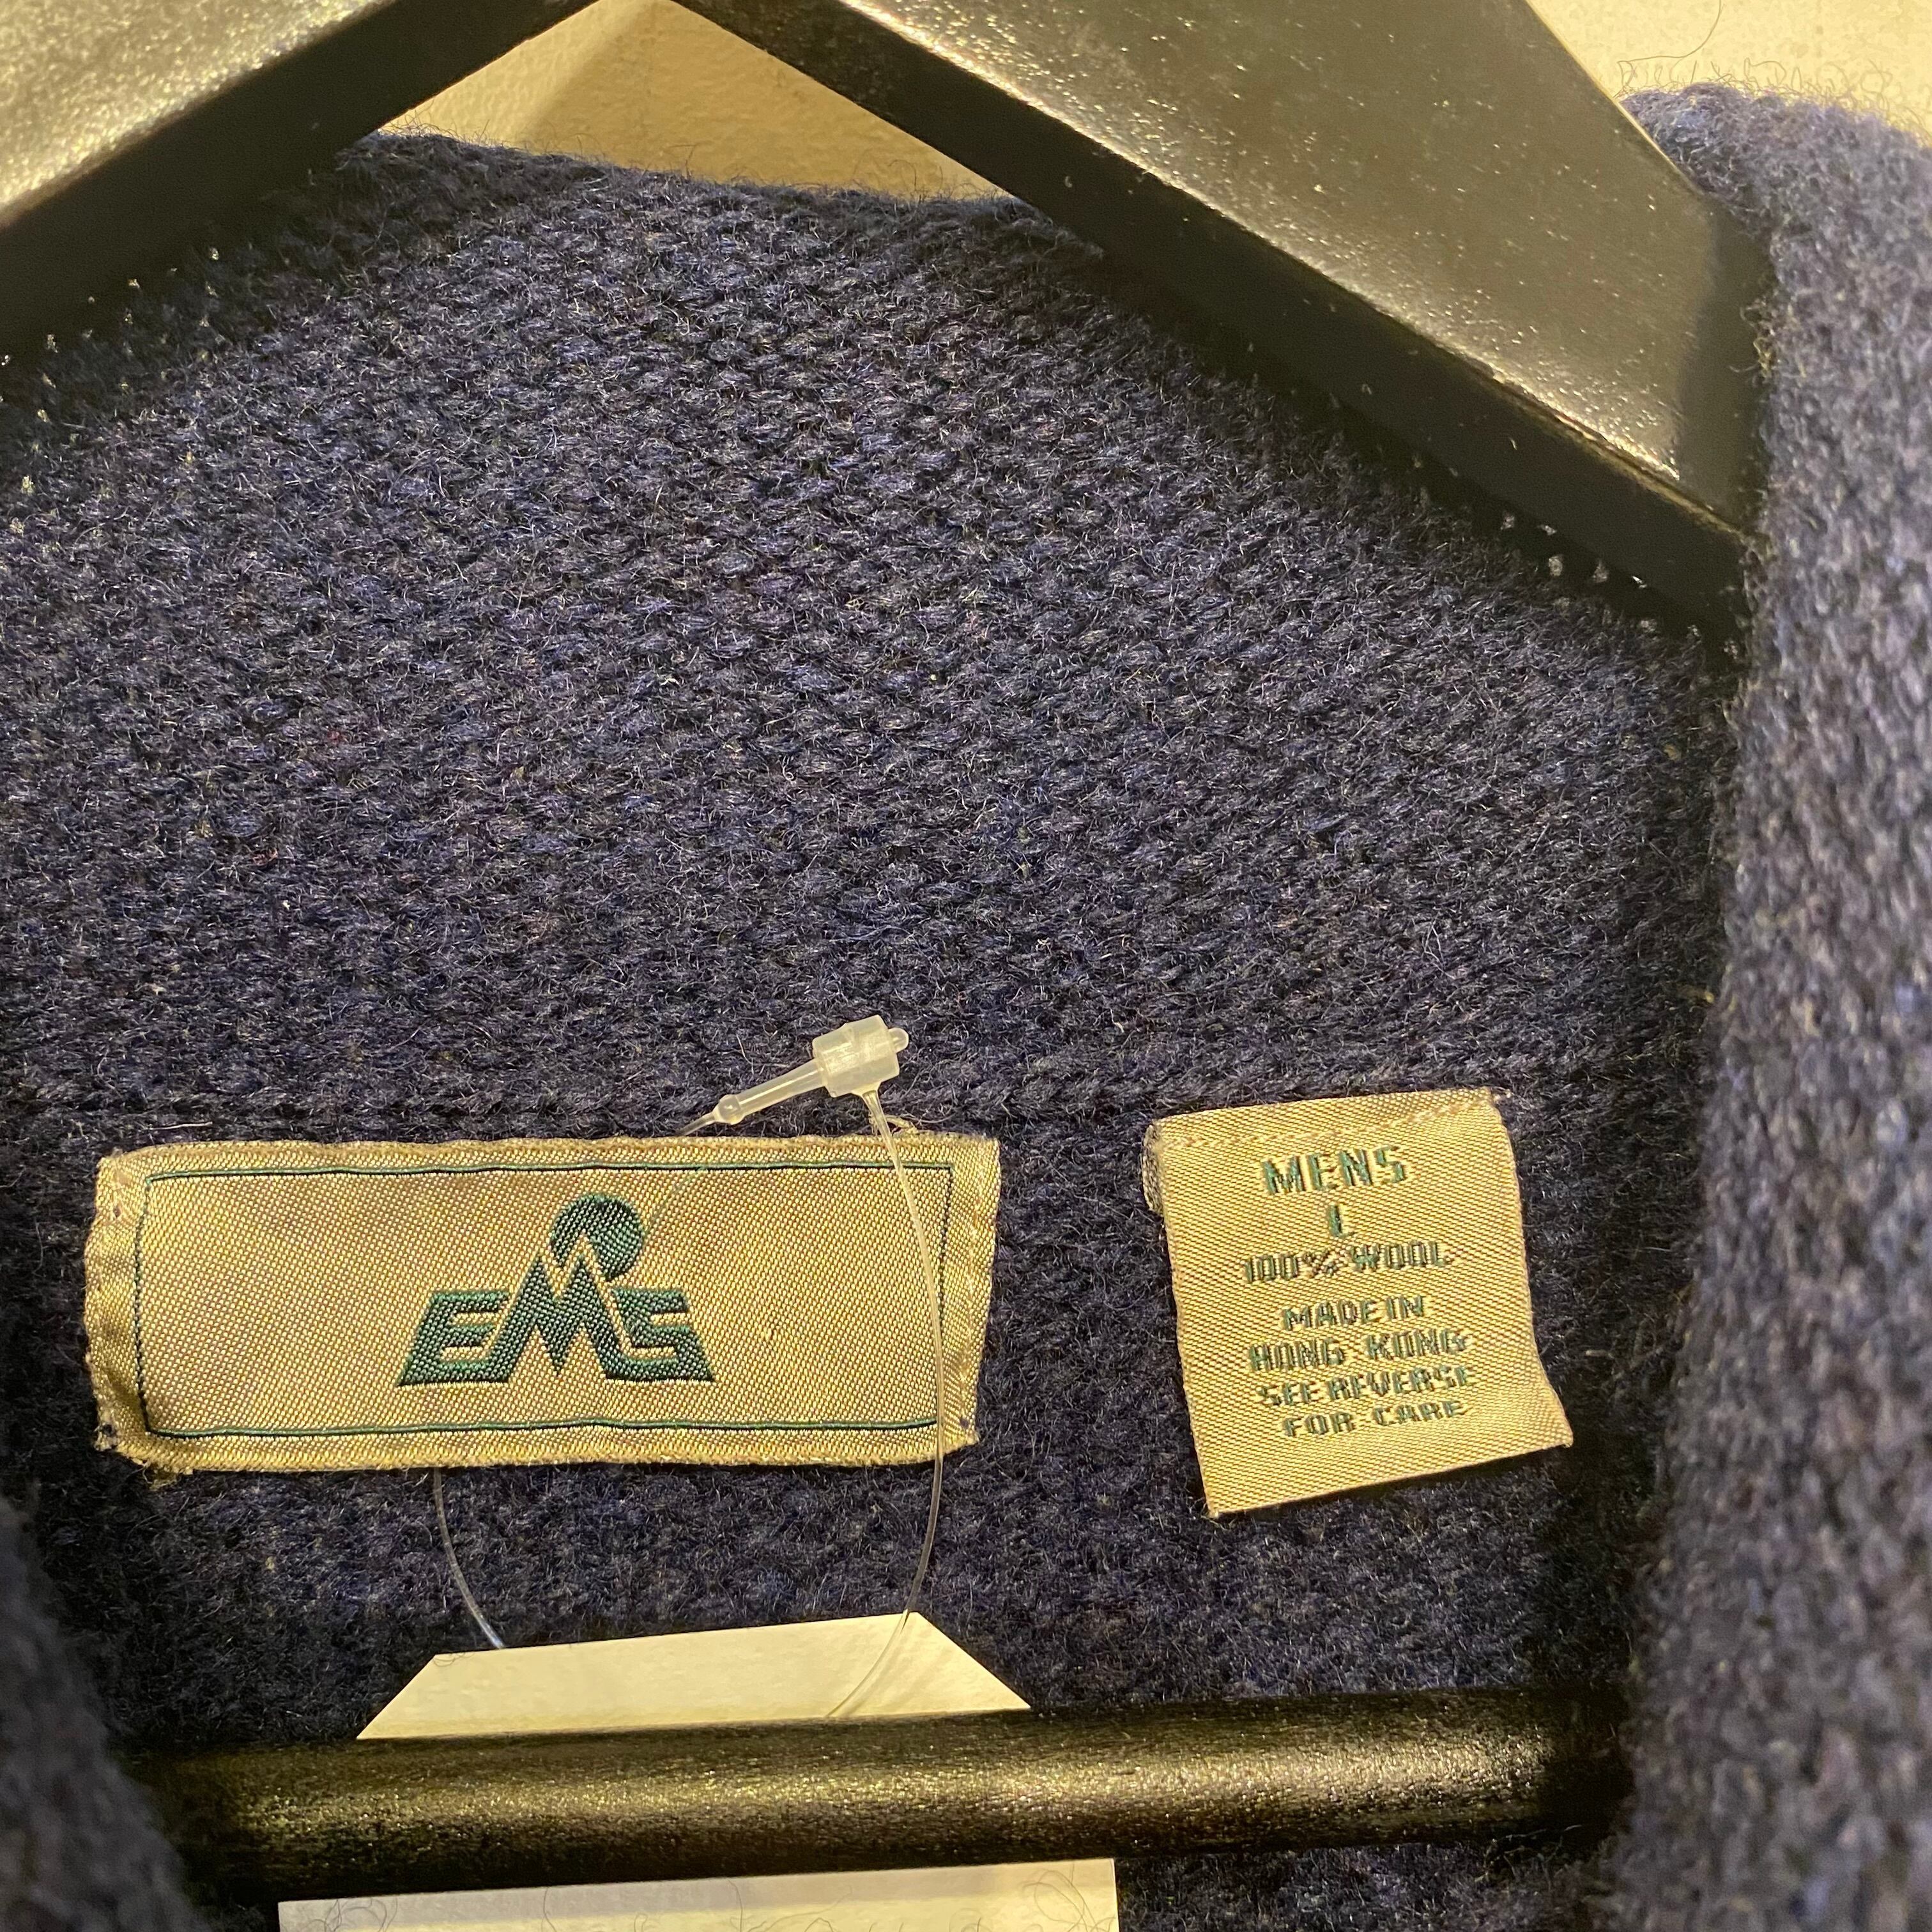 EMS
MENS
L
100% WOOL
MADE IN
HONG KONG
SEE REVERSE
FOR CARE